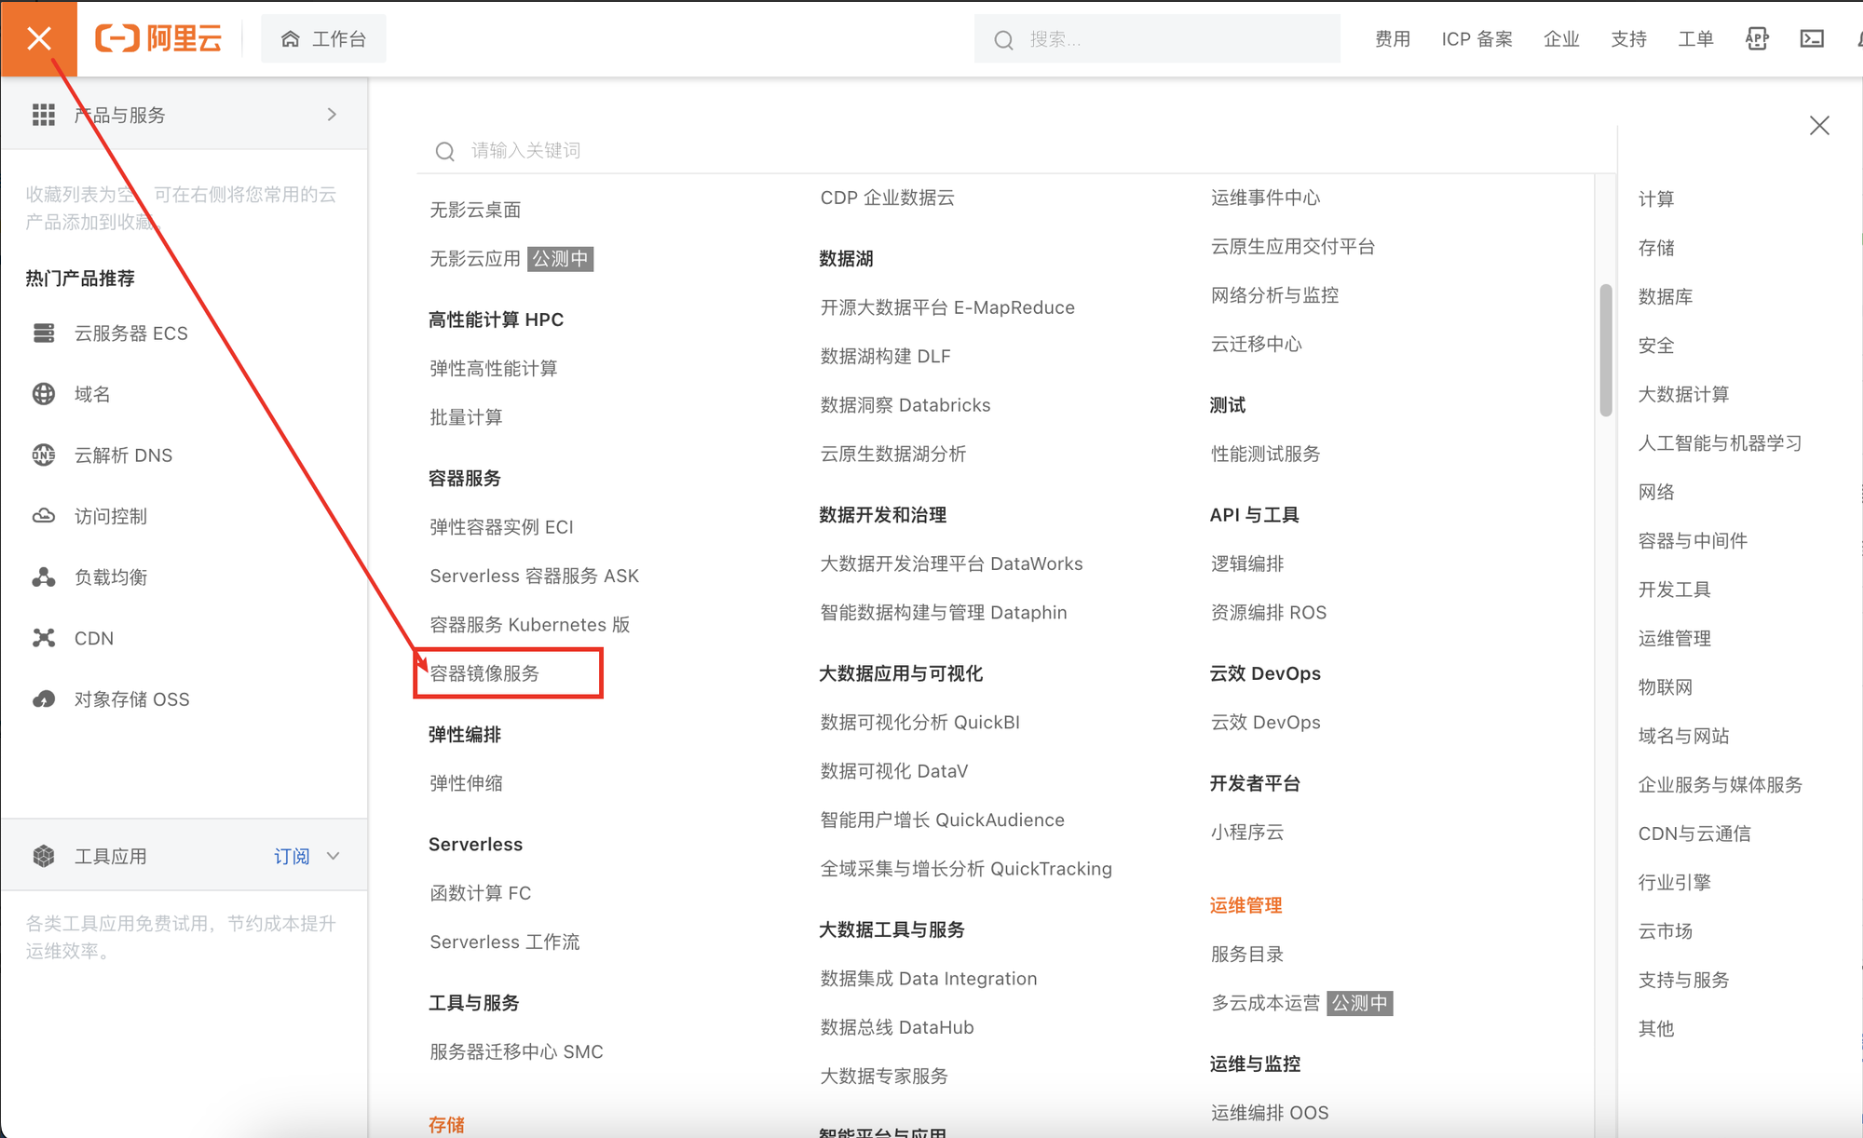 阿里云
工作台
搜索...
费用
ICP 备案
企业
支持
工单
API
产品与服务
收藏列表为空，可在右侧将您常用的云
产品添加到收藏。
热门产品推荐
云服务器 ECS
域名
DNS
云解析 DNS
访问控制
负载均衡
CDN
对象存储 OSS
工具应用
订阅
各类工具应用免费试用，节约成本提升
运维效率。
请输入关键词
无影云桌面
无影云应用 公测中
高性能计算 HPC
弹性高性能计算
批量计算
容器服务
弹性容器实例 ECI
Serverless 容器服务 ASK
容器服务 Kubernetes 版
容器镜像服务
弹性编排
弹性伸缩
Serverless
函数计算 FC
Serverless 工作流
工具与服务
服务器迁移中心 SMC
存储
CDP 企业数据云
数据湖
开源大数据平台 E-MapReduce
数据湖构建 DLF
数据洞察 Databricks
云原生数据湖分析
数据开发和治理
大数据开发治理平台 DataWorks
智能数据构建与管理 Dataphin
大数据应用与可视化
数据可视化分析 QuickBI
数据可视化 DataV
智能用户增长 QuickAudience
全域采集与增长分析 QuickTracking
大数据工具与服务
数据集成 Data Integration
数据总线 DataHub
大数据专家服务
智能平台与应用
运维事件中心
云原生应用交付平台
网络分析与监控
云迁移中心
测试
性能测试服务
API 与工具
逻辑编排
资源编排 ROS
云效 DevOps
云效 DevOps
开发者平台
小程序云
运维管理
服务目录
多云成本运营 公测中
运维与监控
运维编排 OOS
计算
存储
数据库
安全
大数据计算
人工智能与机器学习
网络
容器与中间件
开发工具
运维管理
物联网
域名与网站
企业服务与媒体服务
CDN与云通信
行业引擎
云市场
支持与服务
其他